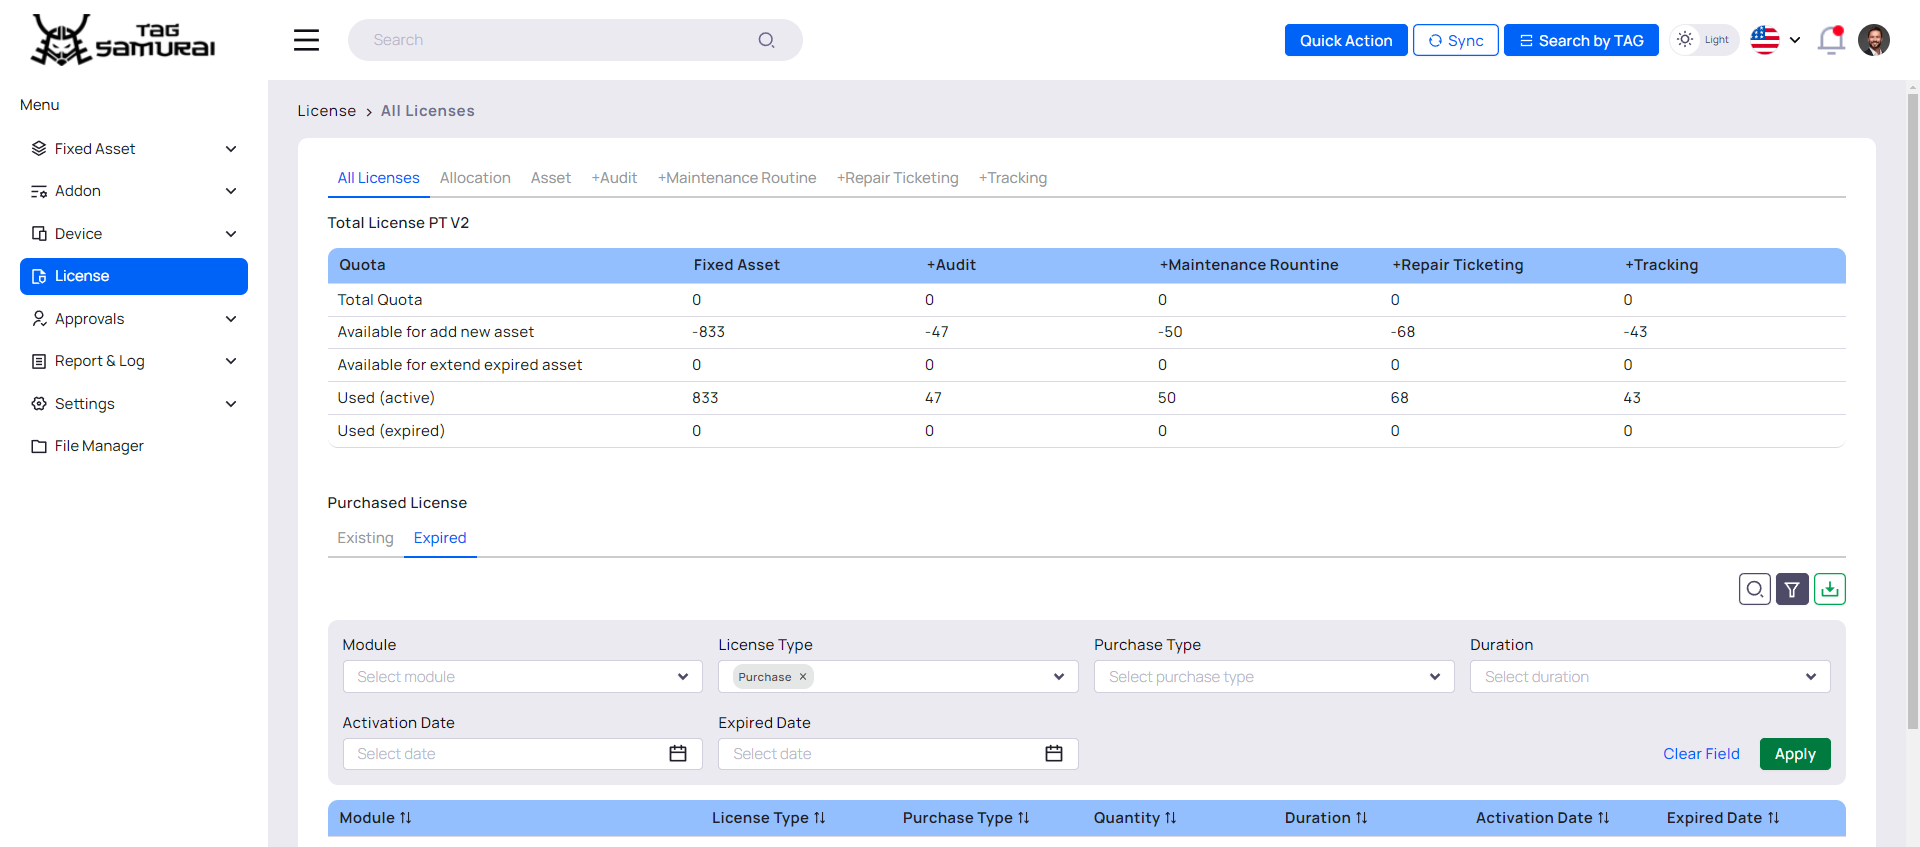 TAG
SAMURAI
Search
Quick Action
Sync
Search by TAG
Light
Menu
Fixed Asset
Addon
Device
License
Approvals
Report & Log
Settings
File Manager
License > All Licenses
All Licenses Allocation Asset +Audit +Maintenance Routine +Repair Ticketing +Tracking
Total License PT V2
Quota Fixed Asset +Audit +Maintenance Rountine +Repair Ticketing +Tracking
Total Quota 0 0 0 0 0
Available for add new asset -833 -47 -50 -68 -43
Available for extend expired asset 0 0 0 0 0
Used (active) 833 47 50 68 43
Used (expired) 0 0 0 0 0
Purchased License
Existing Expired
Module License Type Purchase Type Duration
Select module Purchase × Select purchase type Select duration
Activation Date Expired Date
Select date Select date Clear Field Apply
Module License Type Purchase Type Quantity Duration Activation Date Expired Date